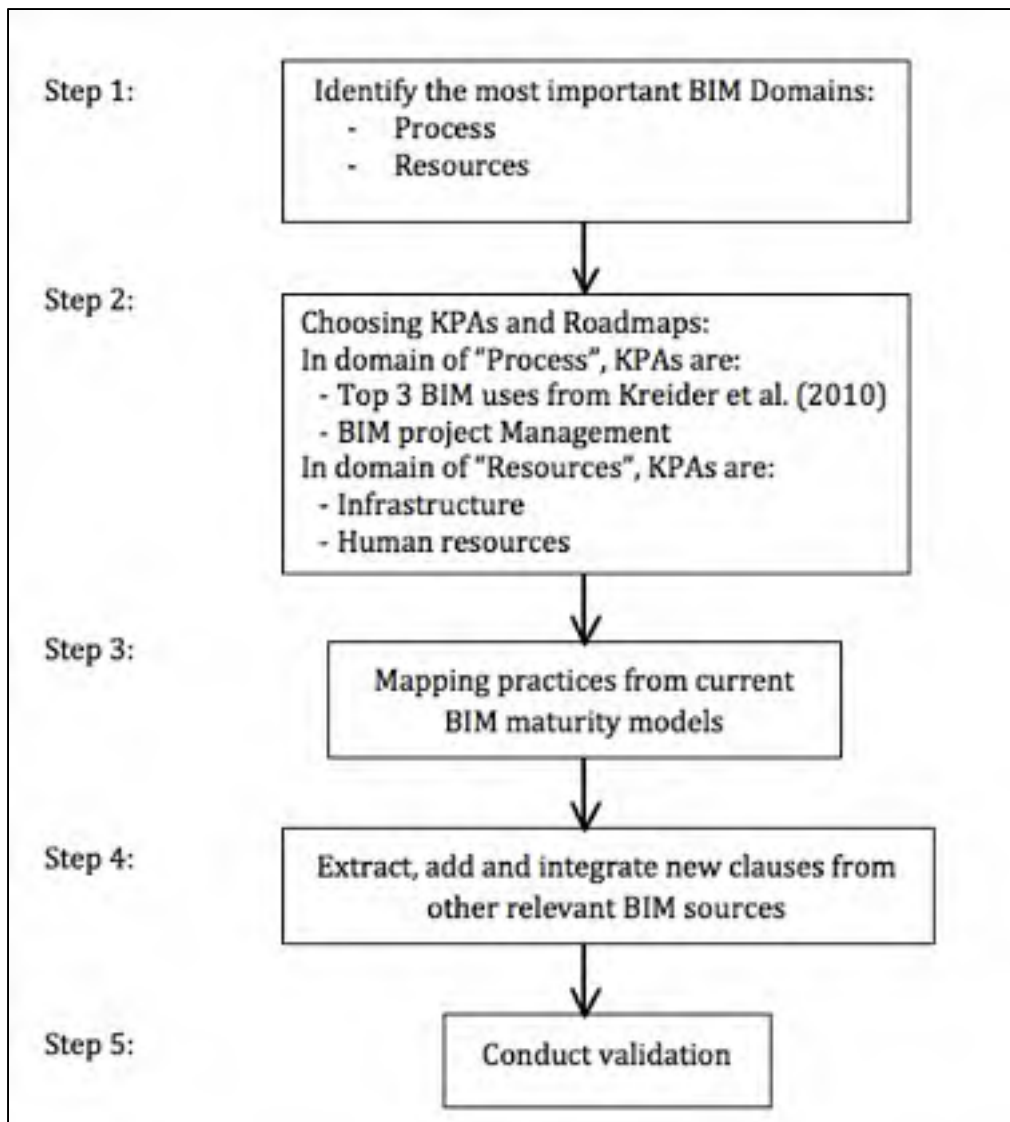 Step 1:
Identify the most important BIM Domains:
- Process
- Resources
Step 2:
Choosing KPAs and Roadmaps:
In domain of "Process", KPAs are:
- Top 3 BIM uses from Kreider et al. (2010)
- BIM project Management
In domain of "Resources", KPAs are:
- Infrastructure
- Human resources
Step 3:
Mapping practices from current
BIM maturity models
Step 4:
Extract, add and integrate new clauses from
other relevant BIM sources
Step 5:
Conduct validation